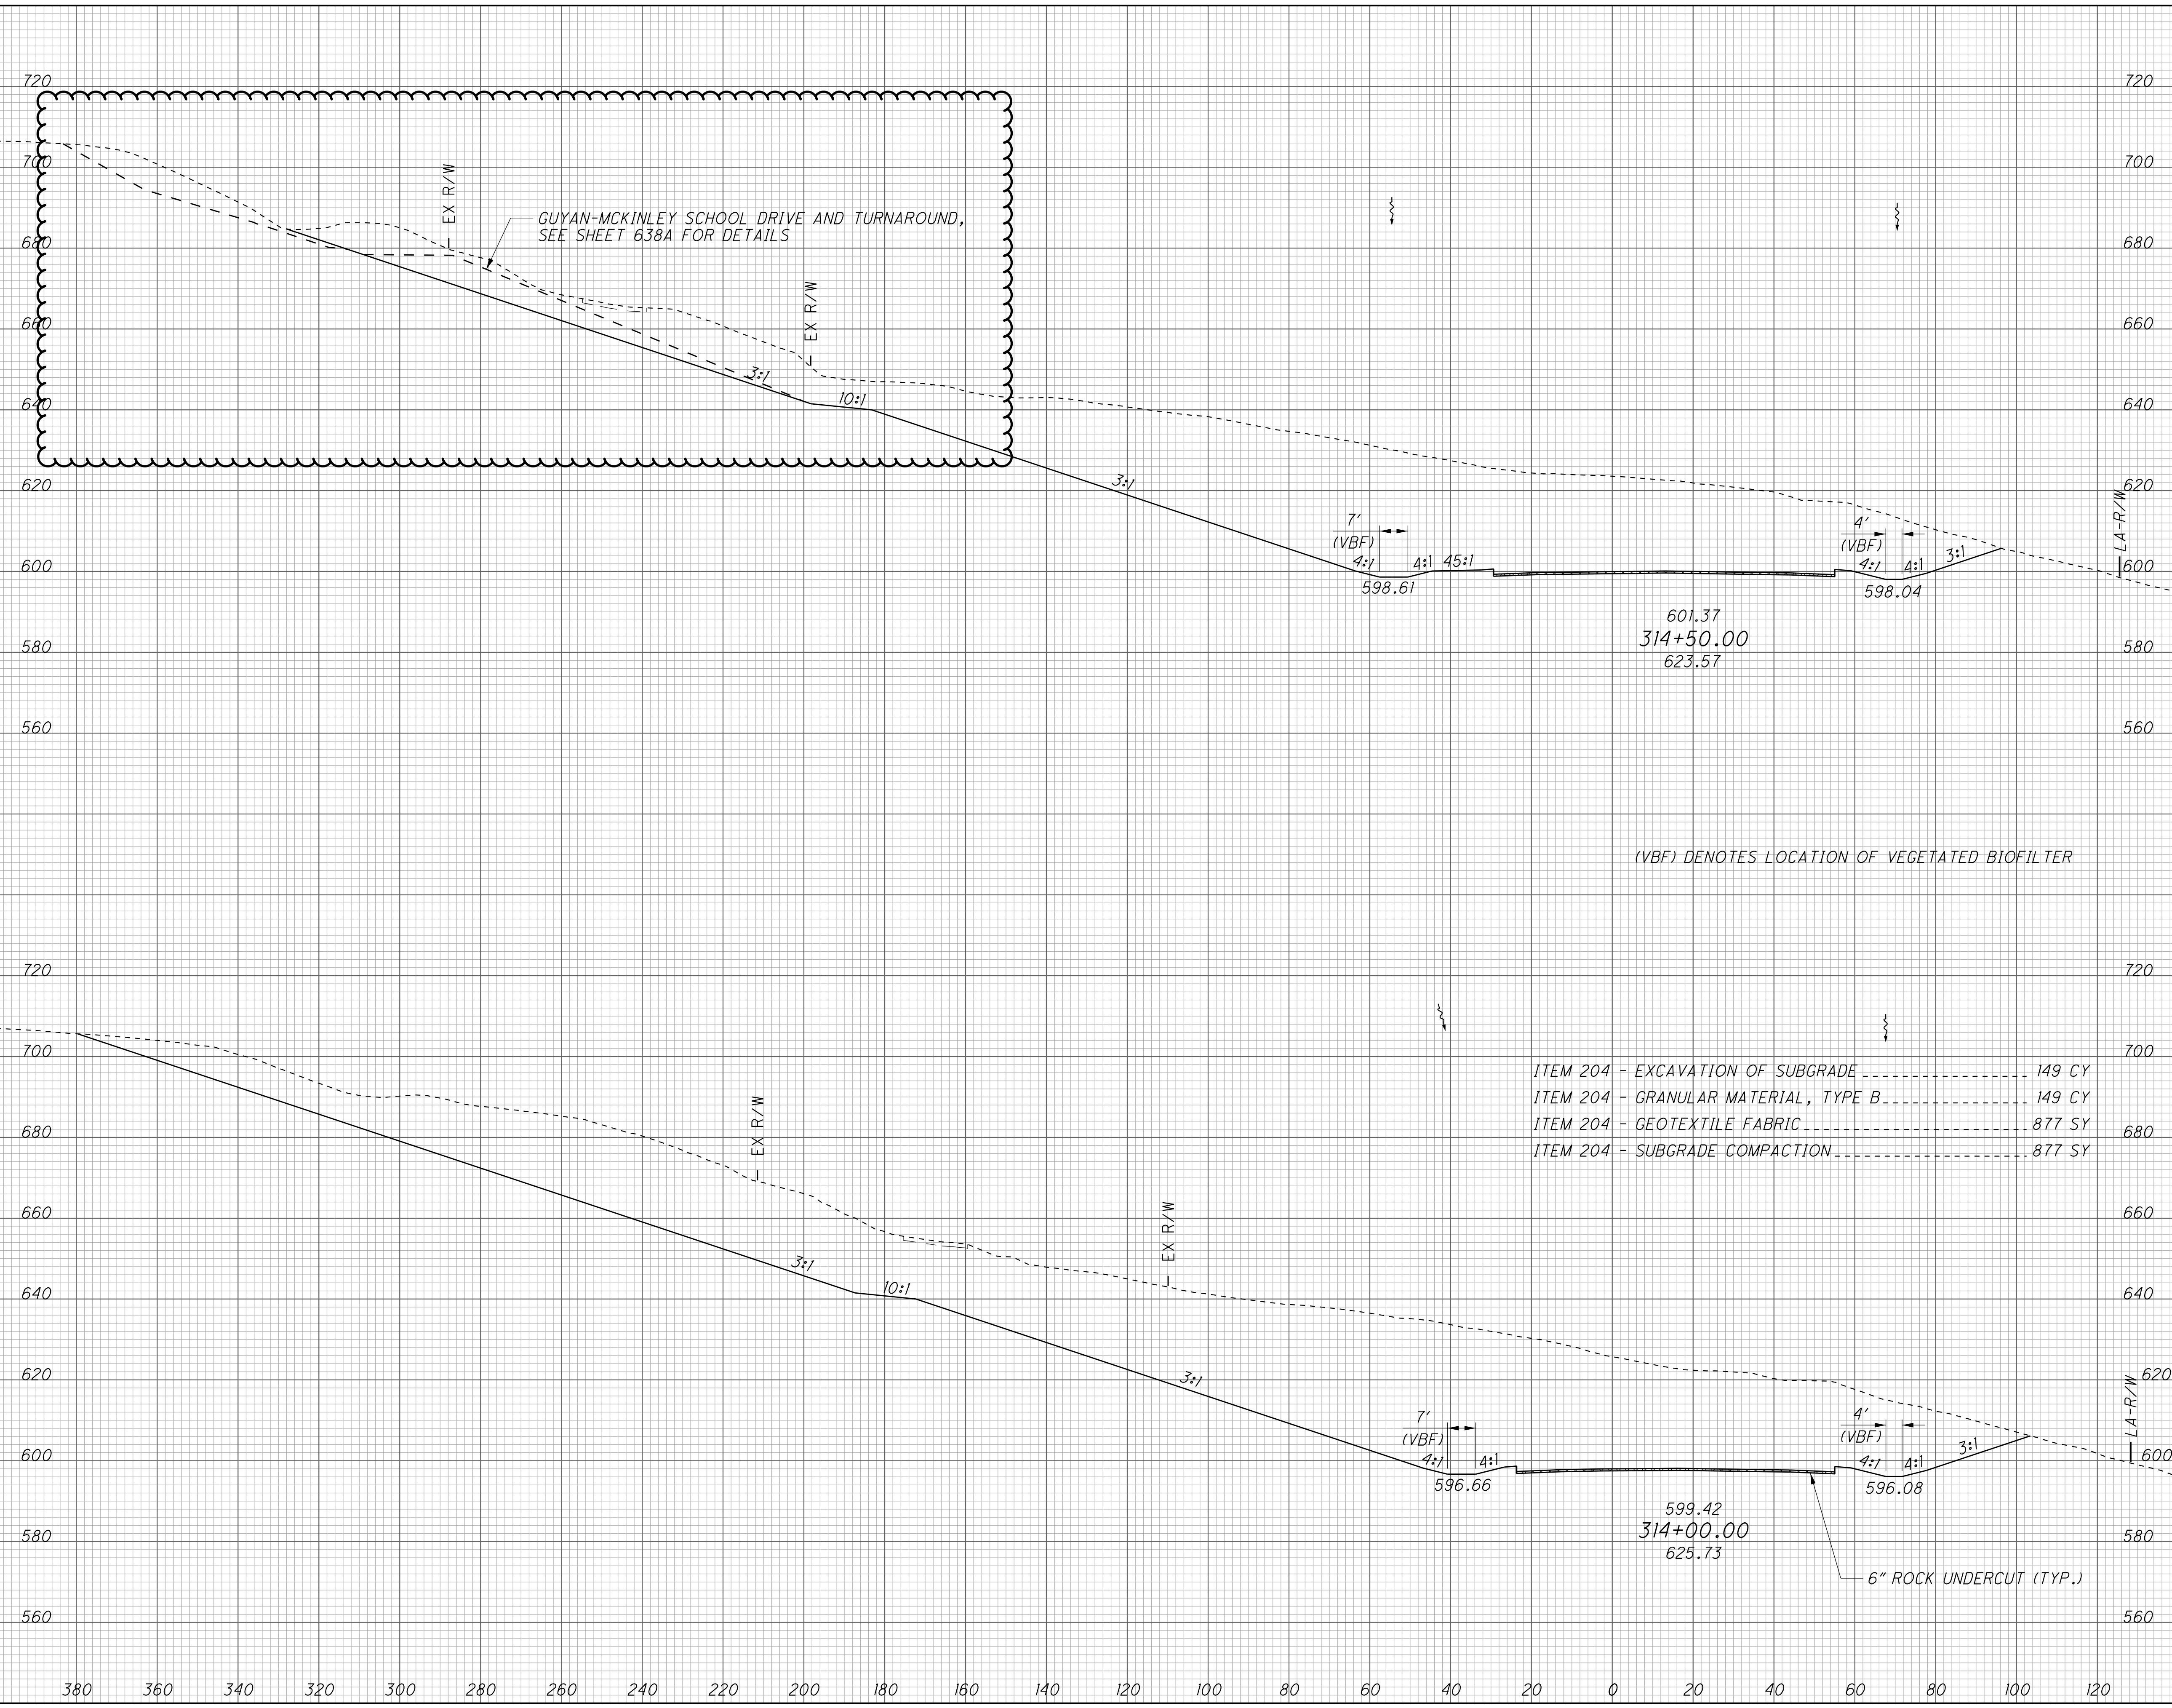 720 720
700 700
EX R/W
GUYAN-MCKINLEY SCHOOL DRIVE AND TURNAROUND,
SEE SHEET 638A FOR DETAILS
680 680
EX R/W
660 660
3:1
10:1
640 640
3:1
620 620
LA-R/W
7' 4'
(VBF) (VBF)
4:1 4:1 45:1 4:1 4:1 3:1
600 600
598.61 598.04
601.37
314+50.00
623.57
580 580
560 560
(VBF) DENOTES LOCATION OF VEGETATED BIOFILTER
720 720
700 700
ITEM 204 - EXCAVATION OF SUBGRADE 149 CY
ITEM 204 - GRANULAR MATERIAL, TYPE B 149 CY
ITEM 204 - GEOTEXTILE FABRIC 877 SY
ITEM 204 - SUBGRADE COMPACTION 877 SY
EX R/W
680 680
EX R/W
660 660
3:1
10:1
640 640
3:1
620 620
LA-R/W
7' 4'
(VBF) (VBF)
4:1 4:1 4:1 4:1 3:1
600 600
596.66 596.08
599.42
314+00.00
625.73
580 580
6" ROCK UNDERCUT (TYP.)
560 560
380 360 340 320 300 280 260 240 220 200 180 160 140 120 100 80 60 40 20 0 20 40 60 80 100 120